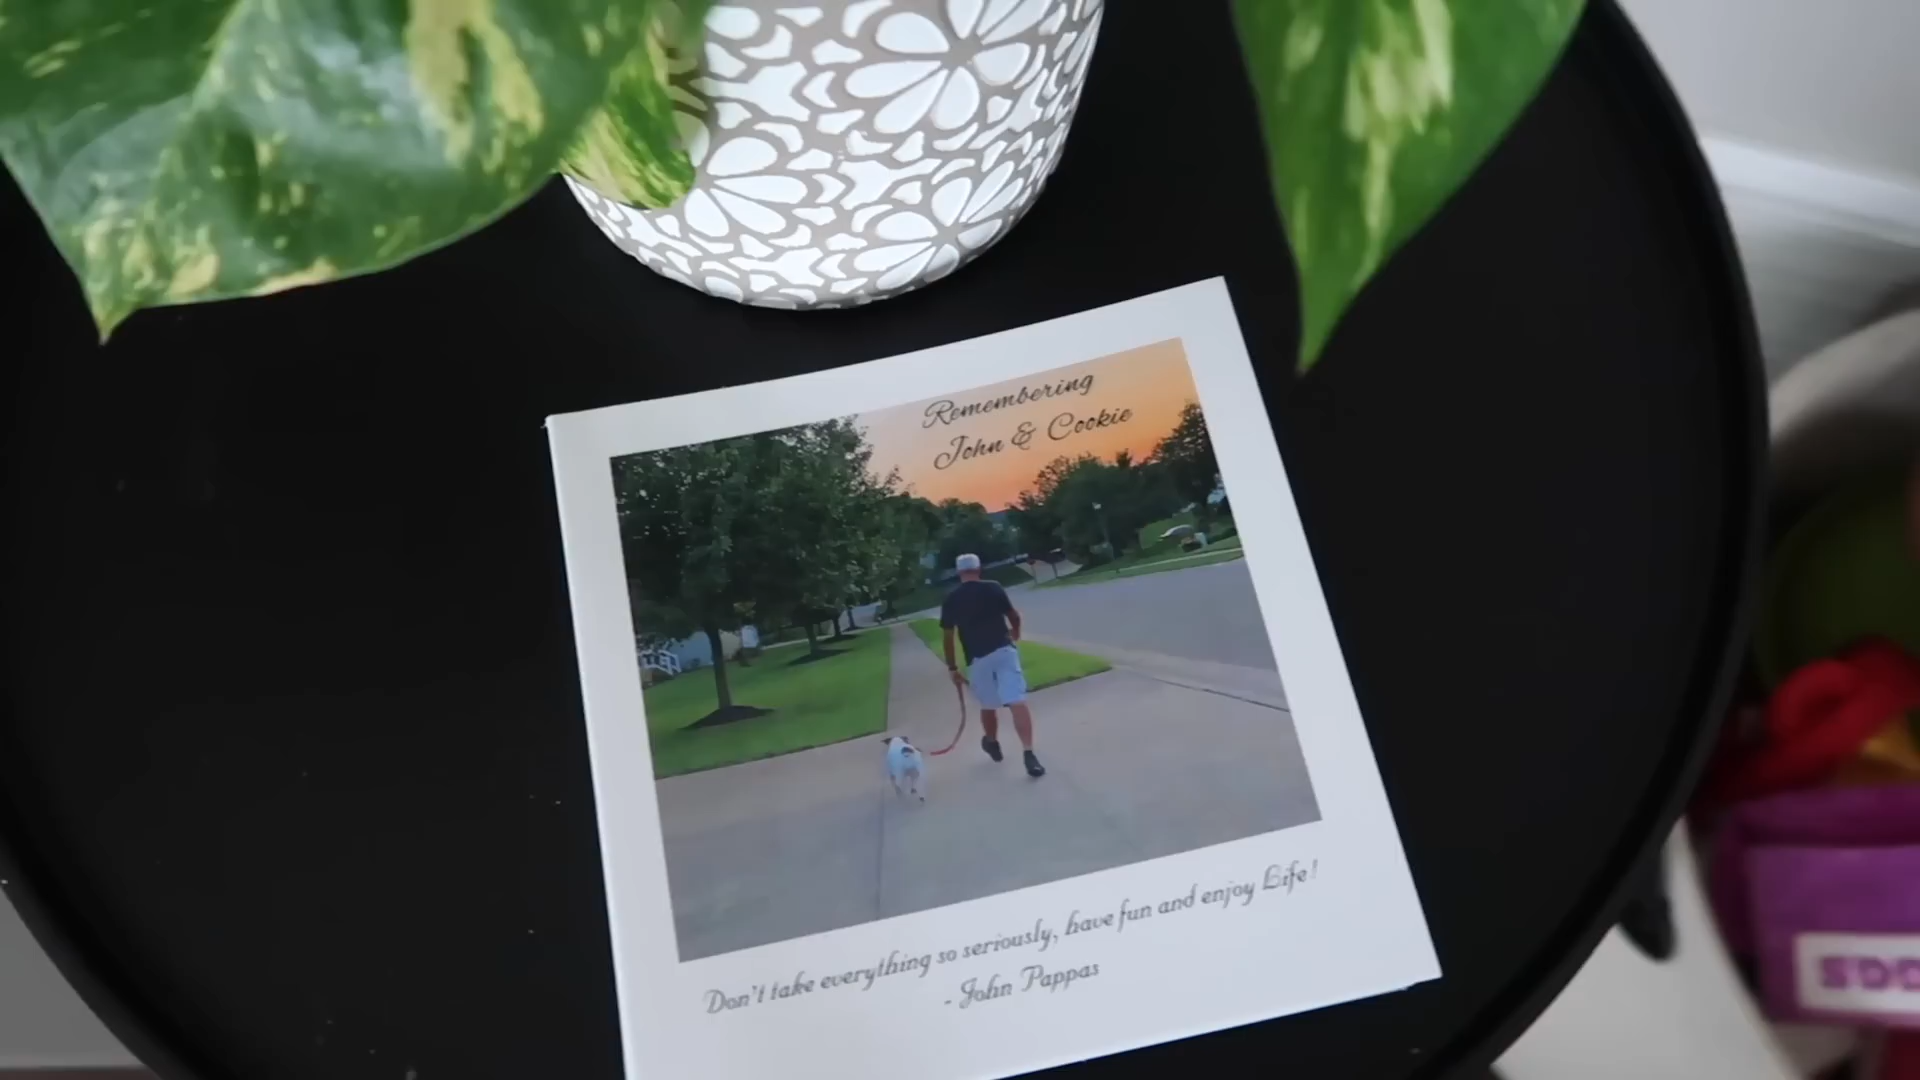 Remembering
John & Cookie
Don't take everything so seriously, have fun and enjoy Life!
- John Pappas